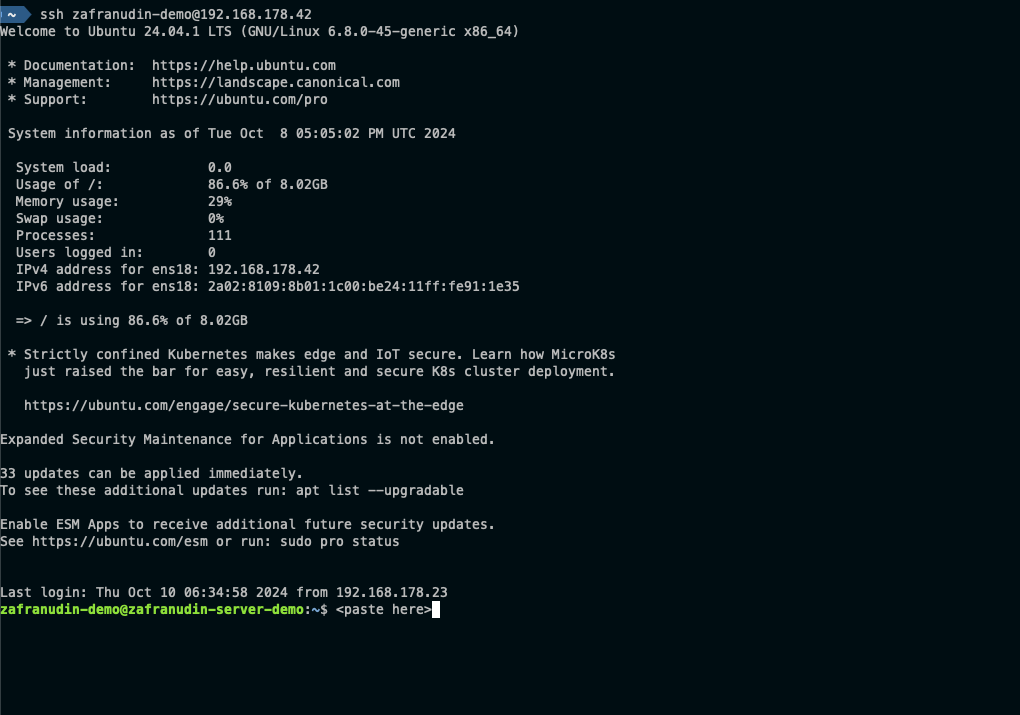 ~ ssh zafranudin-demo@192.168.178.42
Welcome to Ubuntu 24.04.1 LTS (GNU/Linux 6.8.0-45-generic x86_64)
* Documentation: https://help.ubuntu.com
* Management: https://landscape.canonical.com
* Support: https://ubuntu.com/pro
System information as of Tue Oct 8 05:05:02 PM UTC 2024
System load: 0.0
Usage of /: 86.6% of 8.02GB
Memory usage: 29%
Swap usage: 0%
Processes: 111
Users logged in: 0
IPv4 address for ens18: 192.168.178.42
IPv6 address for ens18: 2a02:8109:8b01:1c00:be24:11ff:fe91:1e35
=> / is using 86.6% of 8.02GB
* Strictly confined Kubernetes makes edge and IoT secure. Learn how MicroK8s
just raised the bar for easy, resilient and secure K8s cluster deployment.
https://ubuntu.com/engage/secure-kubernetes-at-the-edge
Expanded Security Maintenance for Applications is not enabled.
33 updates can be applied immediately.
To see these additional updates run: apt list --upgradable
Enable ESM Apps to receive additional future security updates.
See https://ubuntu.com/esm or run: sudo pro status
Last login: Thu Oct 10 06:34:58 2024 from 192.168.178.23
zafranudin-demo@zafranudin-server-demo:~$ <paste here>